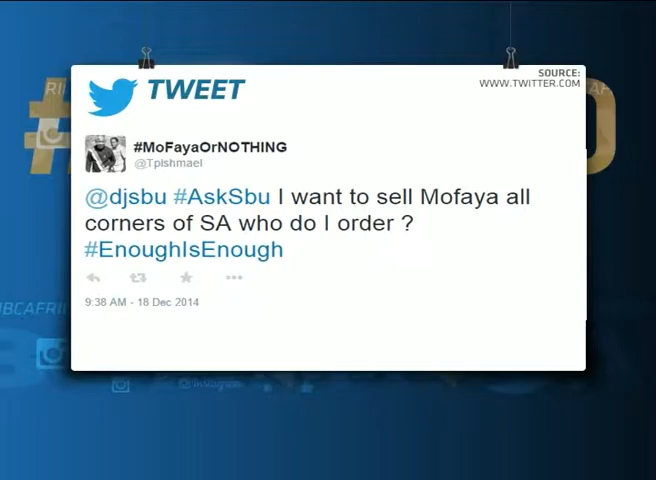 TWEET
SOURCE:
WWW.TWITTER.COM
#MoFayaOrNOTHING
@TpIshmael
@djsbu #AskSbu I want to sell Mofaya all
corners of SA who do I order ?
#EnoughIsEnough
9:38 AM - 18 Dec 2014